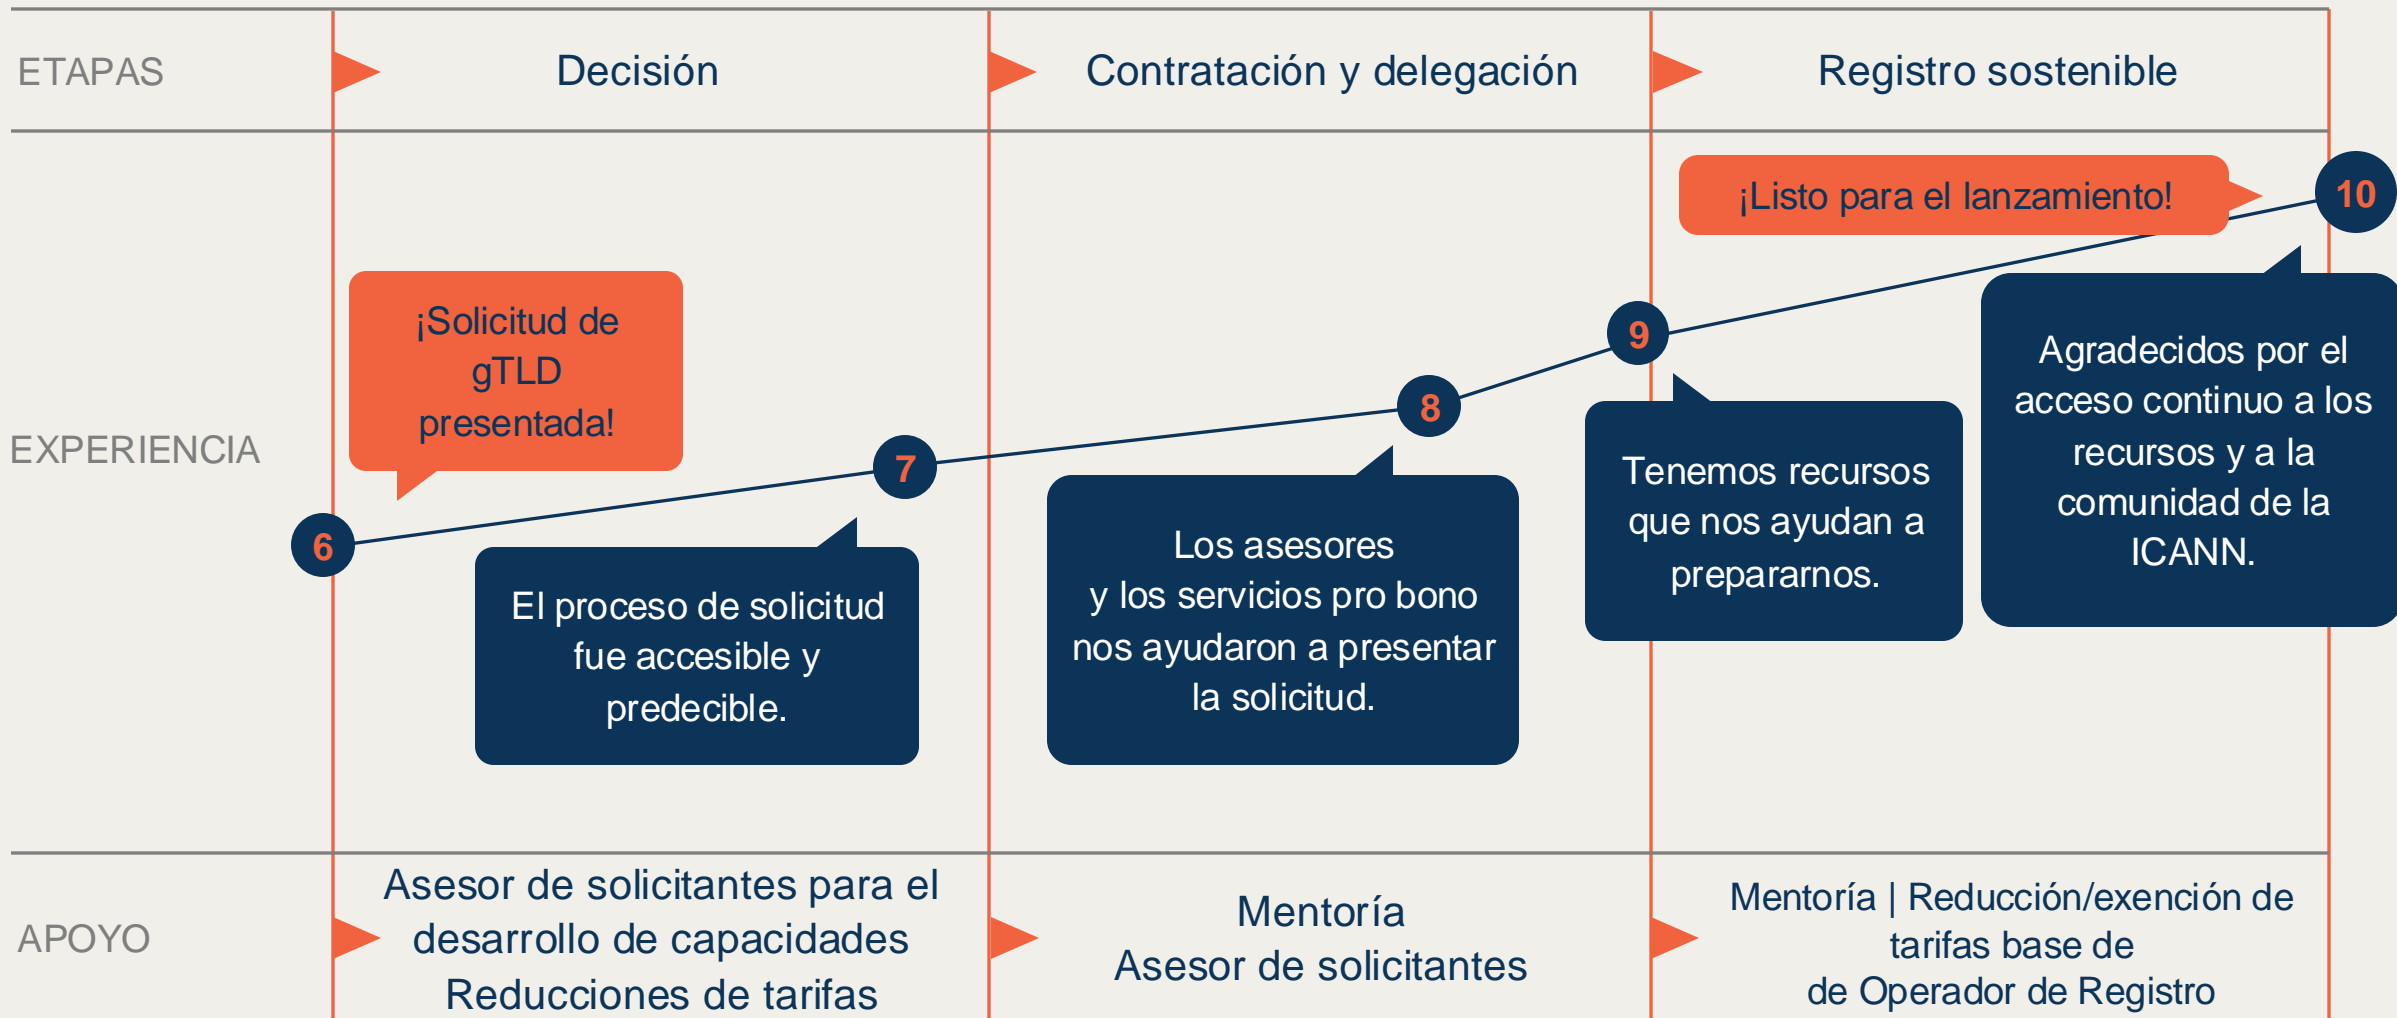 ETAPAS
Decisión
Contratación y delegación
Registro sostenible
EXPERIENCIA
6
¡Solicitud de
gTLD
presentada!
7
El proceso de solicitud
fue accesible y
predecible.
8
Los asesores
y los servicios pro bono
nos ayudaron a presentar
la solicitud.
9
Tenemos recursos
que nos ayudan a
prepararnos.
¡Listo para el lanzamiento!
10
Agradecidos por el
acceso continuo a los
recursos y a la
comunidad de la
ICANN.
APOYO
Asesor de solicitantes para el
desarrollo de capacidades
Reducciones de tarifas
Mentoría
Asesor de solicitantes
Mentoría | Reducción/exención de
tarifas base de
de Operador de Registro